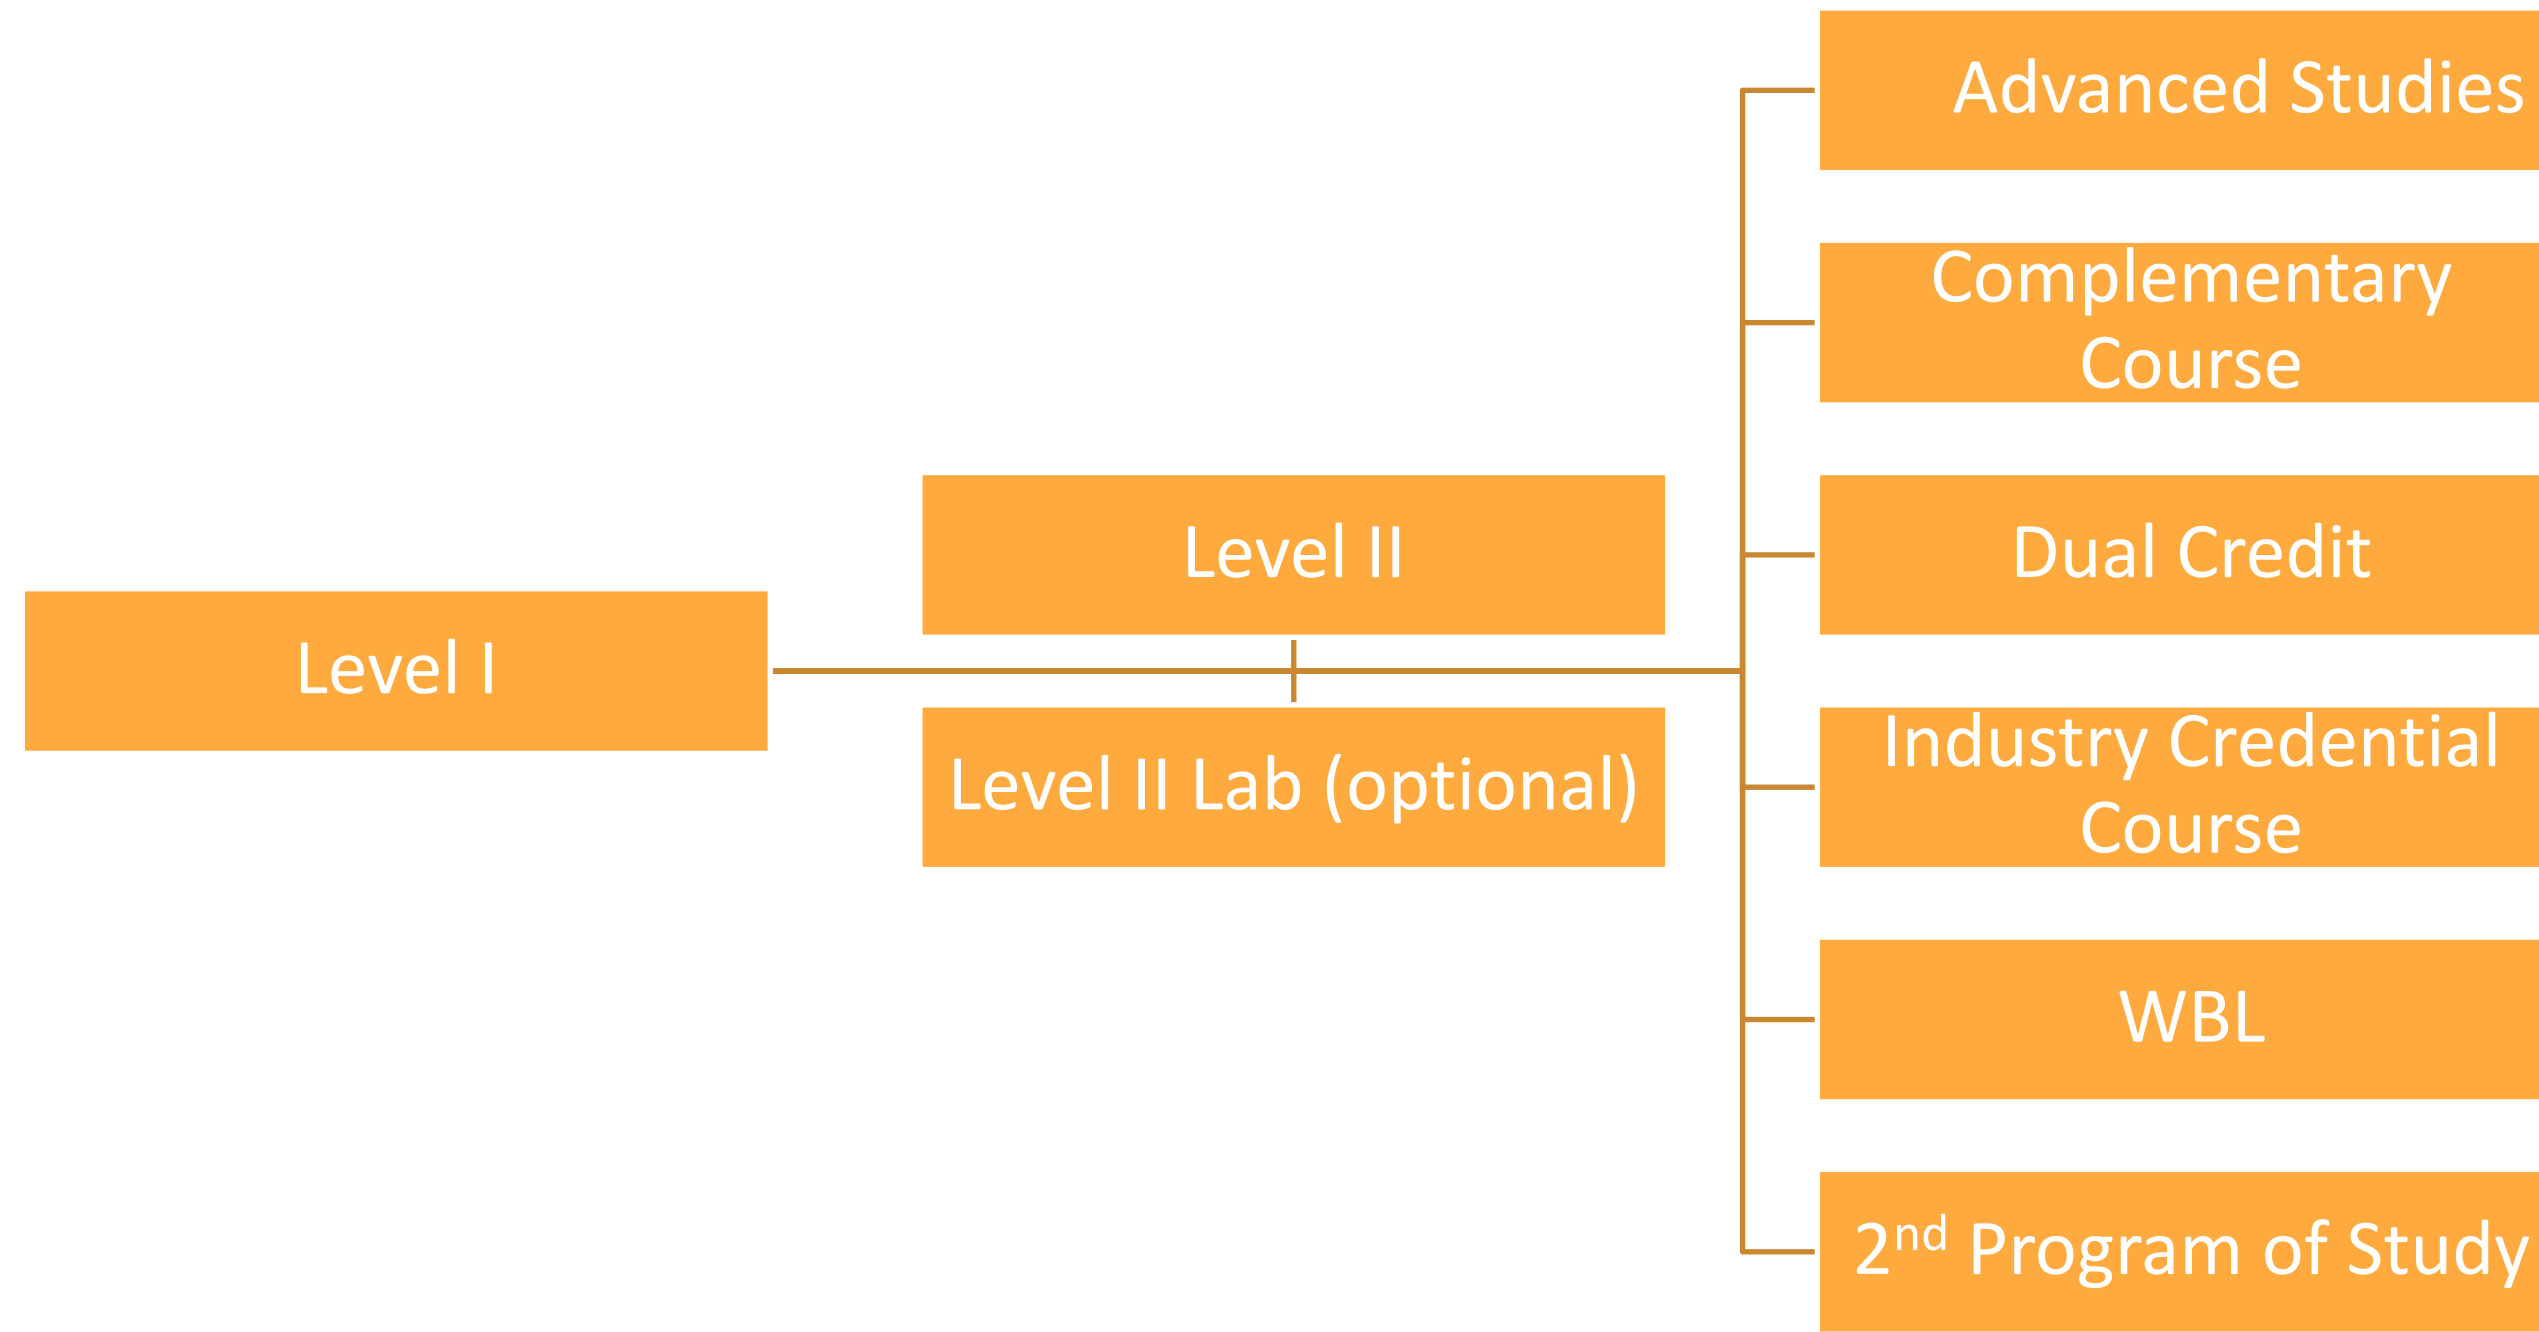 Level I
Level II
Level II Lab (optional)
Advanced Studies
Complementary
Course
Dual Credit
Industry Credential
Course
WBL
2nd Program of Study